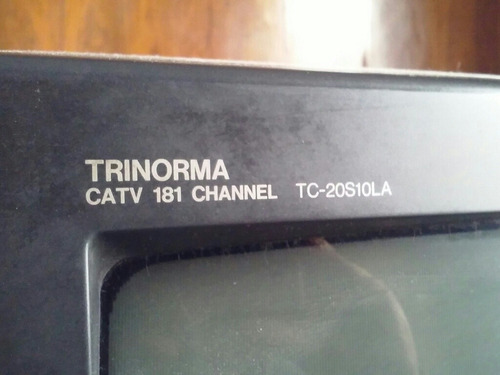 TRINORMA
CATV 181 CHANNEL TC-20S10LA